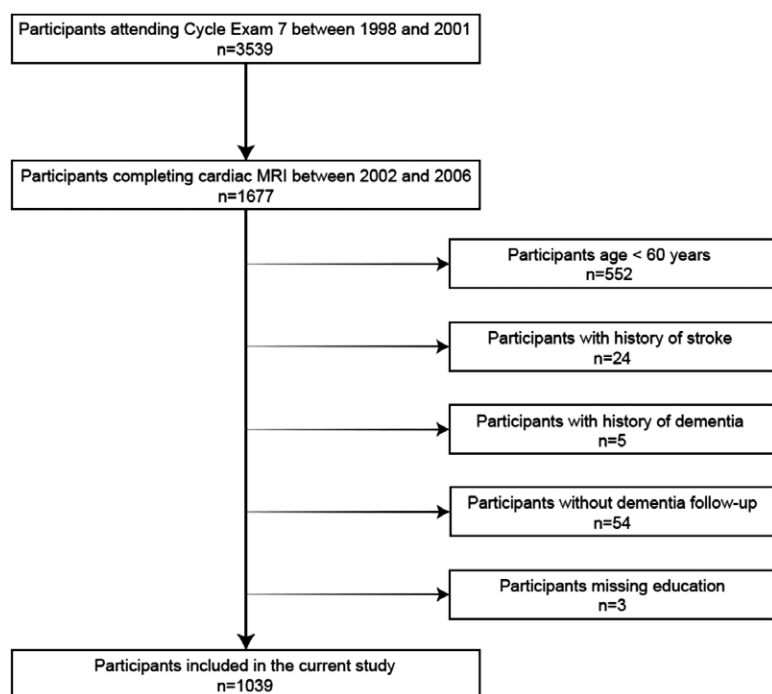 Participants attending Cycle Exam 7 between 1998 and 2001
n=3539
Participants completing cardiac MRI between 2002 and 2006
n=1677
Participants age < 60 years
n=552
Participants with history of stroke
n=24
Participants with history of dementia
n=5
Participants without dementia follow-up
n=54
Participants missing education
n=3
Participants included in the current study
n=1039